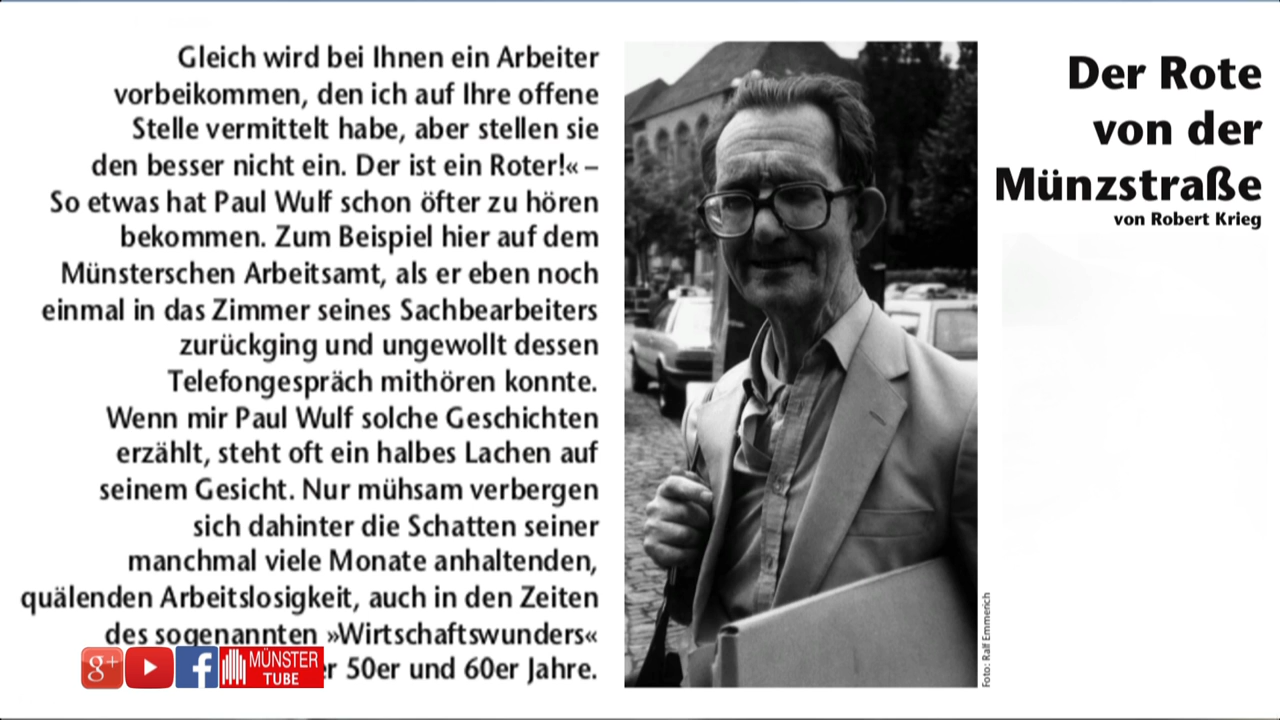 Gleich wird bei Ihnen ein Arbeiter
vorbeikommen, den ich auf Ihre offene
Stelle vermittelt habe, aber stellen sie
den besser nicht ein. Der ist ein Roter!« –
So etwas hat Paul Wulf schon öfter zu hören
bekommen. Zum Beispiel hier auf dem
Münsterschen Arbeitsamt, als er eben noch
einmal in das Zimmer seines Sachbearbeiters
zurückging und ungewollt dessen
Telefongespräch mithören konnte.
Wenn mir Paul Wulf solche Geschichten
erzählt, steht oft ein halbes Lachen auf
seinem Gesicht. Nur mühsam verbergen
sich dahinter die Schatten seiner
manchmal viele Monate anhaltenden,
quälenden Arbeitslosigkeit, auch in den Zeiten
des sogenannten »Wirtschaftswunders«
50er und 60er Jahre.
g+
f
MÜNSTER
TUBE
Foto: Ralf Emmerich
Der Rote
von der
Münzstraße
von Robert Krieg